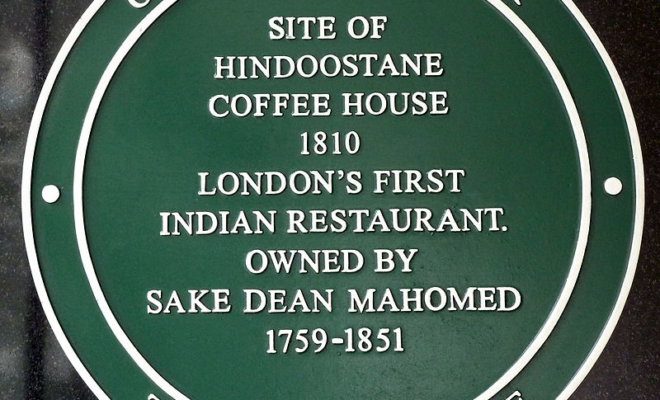 SITE OF
HINDOOSTANE
COFFEE HOUSE
1810
LONDON'S FIRST
INDIAN RESTAURANT.
OWNED BY
SAKE DEAN MAHOMED
1759-1851